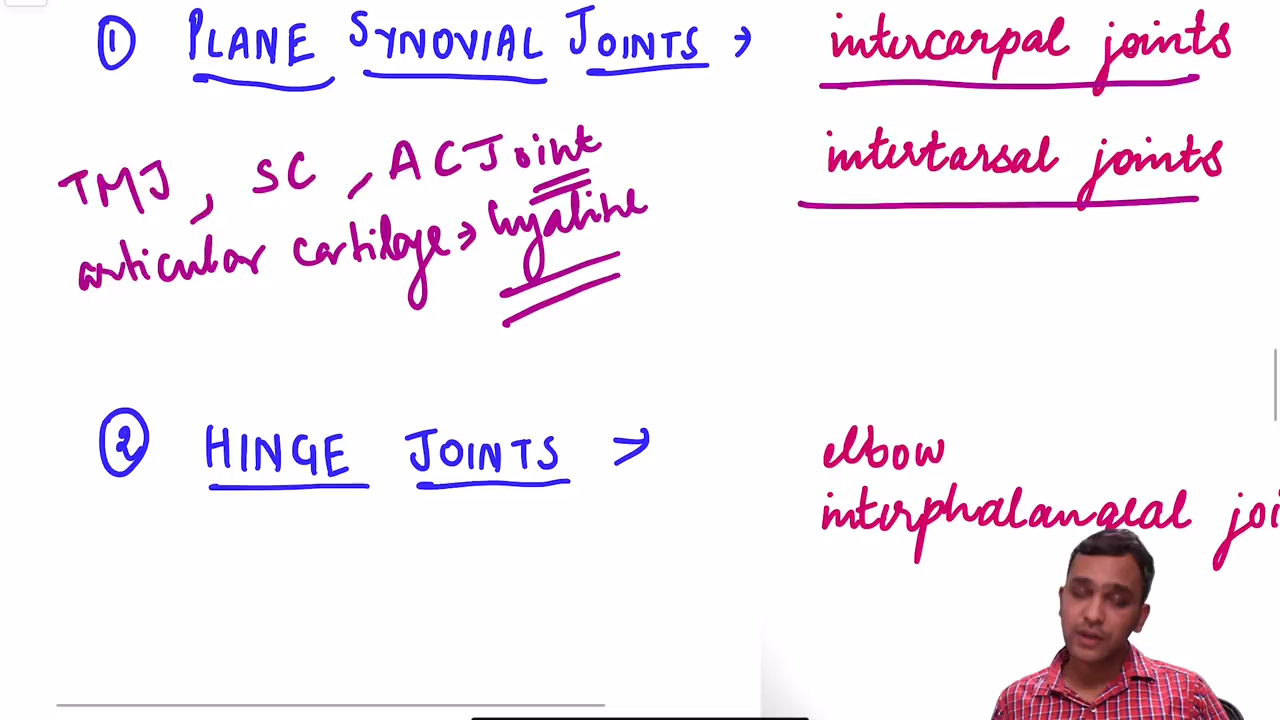 ① PLANE SYNOVIAL JOINTS → intercarpal joints
intertarsal joints
TMJ, SC, AC Joint
articular cartilage → hyaline
② HINGE JOINTS → elbow
interphalangeal joi